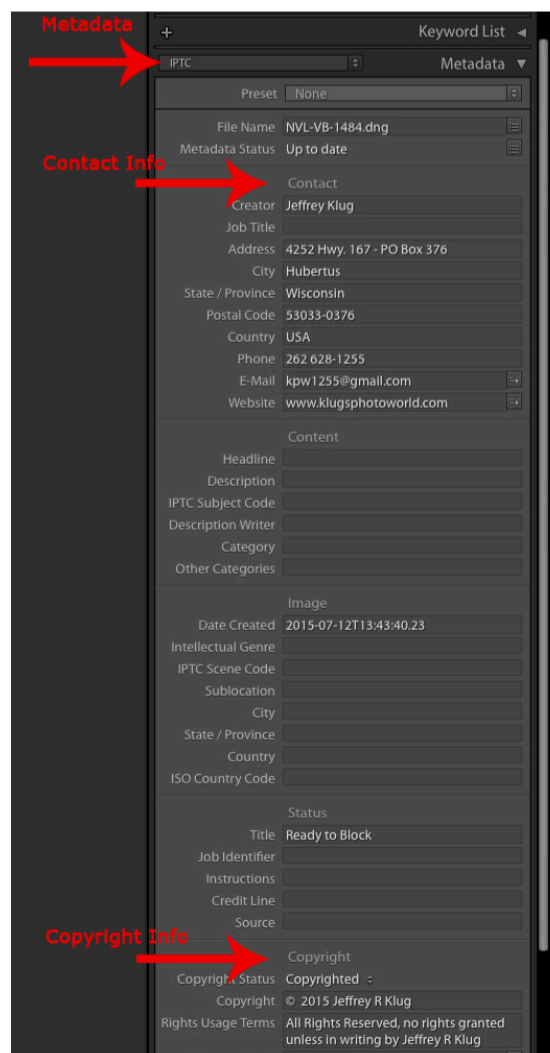 Metadata
Keyword List
IPTC Metadata
Preset None
File Name NVL-VB-1484.dng
Metadata Status Up to date
Contact Info
Contact
Creator Jeffrey Klug
Job Title
Address 4252 Hwy. 167 - PO Box 376
City Hubertus
State / Province Wisconsin
Postal Code 53033-0376
Country USA
Phone 262 628-1255
E-Mail kpw1255@gmail.com
Website www.klugsphotoworld.com
Content
Headline
Description
IPTC Subject Code
Description Writer
Category
Other Categories
Image
Date Created 2015-07-12T13:43:40.23
Intellectual Genre
IPTC Scene Code
Sublocation
City
State / Province
Country
ISO Country Code
Status
Title Ready to Block
Job Identifier
Instructions
Credit Line
Source
Copyright Info
Copyright
Copyright Status Copyrighted
Copyright © 2015 Jeffrey R Klug
Rights Usage Terms All Rights Reserved, no rights granted
unless in writing by Jeffrey R Klug